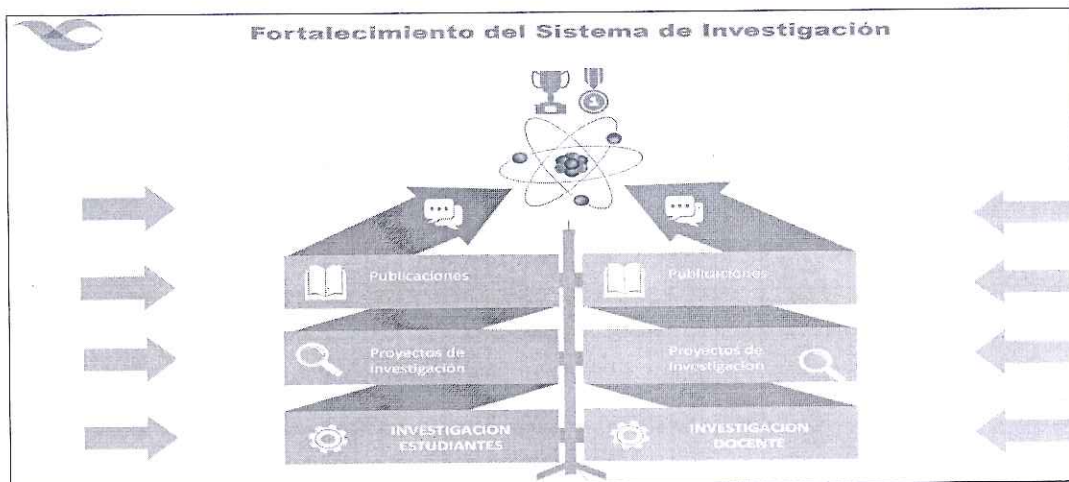 Fortalecimiento del Sistema de Investigación
Publicaciones
Publicaciones
Proyectos de
investigación
Proyectos de
investigación
INVESTIGACION
ESTUDIANTES
INVESTIGACION
DOCENTE